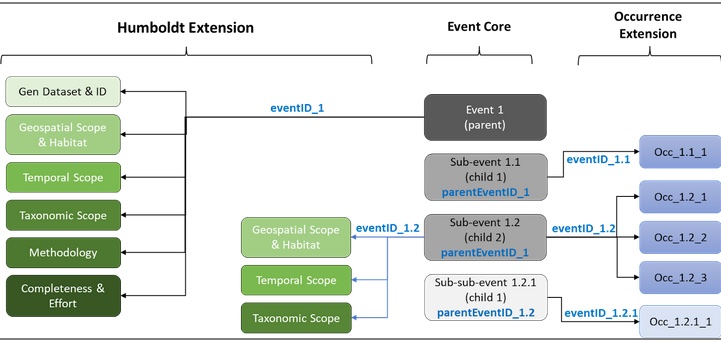 Humboldt Extension
Event Core
Occurrence
Extension
Gen Dataset & ID
Geospatial Scope
& Habitat
Temporal Scope
Taxonomic Scope
Methodology
Completeness &
Effort
eventID_1
Event 1
(parent)
Sub-event 1.1
(child 1)
parentEventID_1
eventID_1.1
Occ_1.1_1
Geospatial Scope
& Habitat
Temporal Scope
Taxonomic Scope
eventID_1.2
Sub-event 1.2
(child 2)
parentEventID_1
eventID_1.2
Occ_1.2_1
Occ_1.2_2
Occ_1.2_3
Sub-sub-event 1.2.1
(child 1)
parentEventID_1.2
eventID_1.2.1
Occ_1.2.1_1